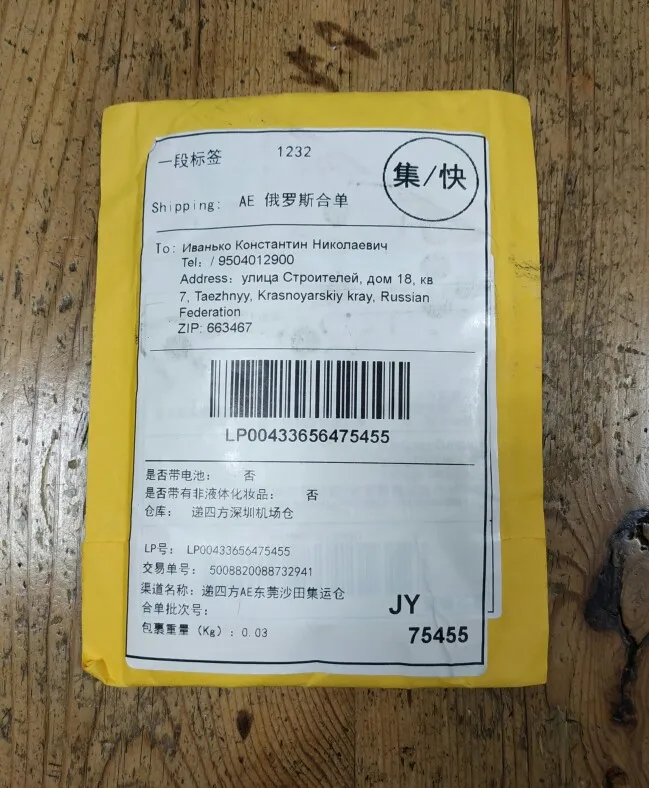 一段标签 1232
集/快
Shipping: AE 俄罗斯合单
To: Иванько Константин Николаевич
Tel: / 9504012900
Address: улица Строителей, дом 18, кв
7, Taezhnyy, Krasnoyarskiy kray, Russian
Federation
ZIP: 663467
LP00433656475455
是否带电池: 否
是否带有非液体化妆品: 否
仓库: 递四方深圳机场仓
LP号: LP00433656475455
交易单号: 5008820088732941
渠道名称: 递四方AE东莞沙田集运仓
合单批次号:
JY
包裹重量 (Kg) : 0.03
75455